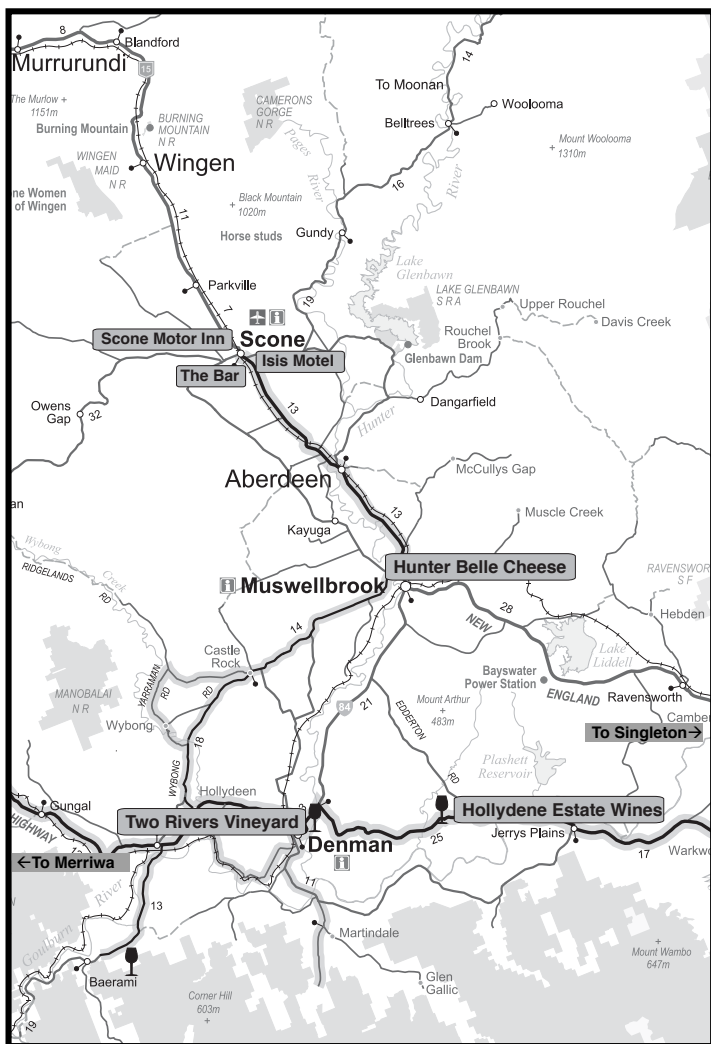 8
Blandford
Murrurundi
15
14
To Moonan
The Murlow +
1151m
CAMERONS
GORGE
N R
Woolooma
Burning Mountain
BURNING
MOUNTAIN
N R
Belltrees
Pages
River
Mount Woolooma
+ 1310m
WINGEN
MAID
N R
Wingen
ne Women
of Wingen
16
River
11
Black Mountain
+ 1020m
Horse studs
Gundy
Lake
Glenbawn
Parkville
19
LAKE GLENBAWN
S R A
Upper Rouchel
7
Davis Creek
Scone Motor Inn
Scone
Rouchel
Brook
Isis Motel
Glenbawn Dam
The Bar
Owens
Gap
32
13
Hunter
Dangarfield
Aberdeen
McCullys Gap
13
Kayuga
Muscle Creek
an
Wybong
Creek
RIDGELANDS
RD
Hunter Belle Cheese
RAVENSWOR
S F
Muswellbrook
28
Hebden
14
NEW
Castle
Rock
Lake
Liddell
YARRAMAN
RD
RD
MANOBALAI
N R
84
21
Mount Arthur
+
483m
Bayswater
Power Station
ENGLAND
Ravensworth
Camber
Wybong
EDDERTON
RD
To Singleton→
18
WYBONG
Plashett
Reservoir
Hollydeen
Gungal
HIGHWAY
Two Rivers Vineyard
Hollydene Estate Wines
Jerrys Plains
Denman
25
17
Warkwo
←To Merriwa
River
11
13
Goulburn
Martindale
Mount Wambo
647m
Baerami
Glen
Gallic
Corner Hill
603m
+
19